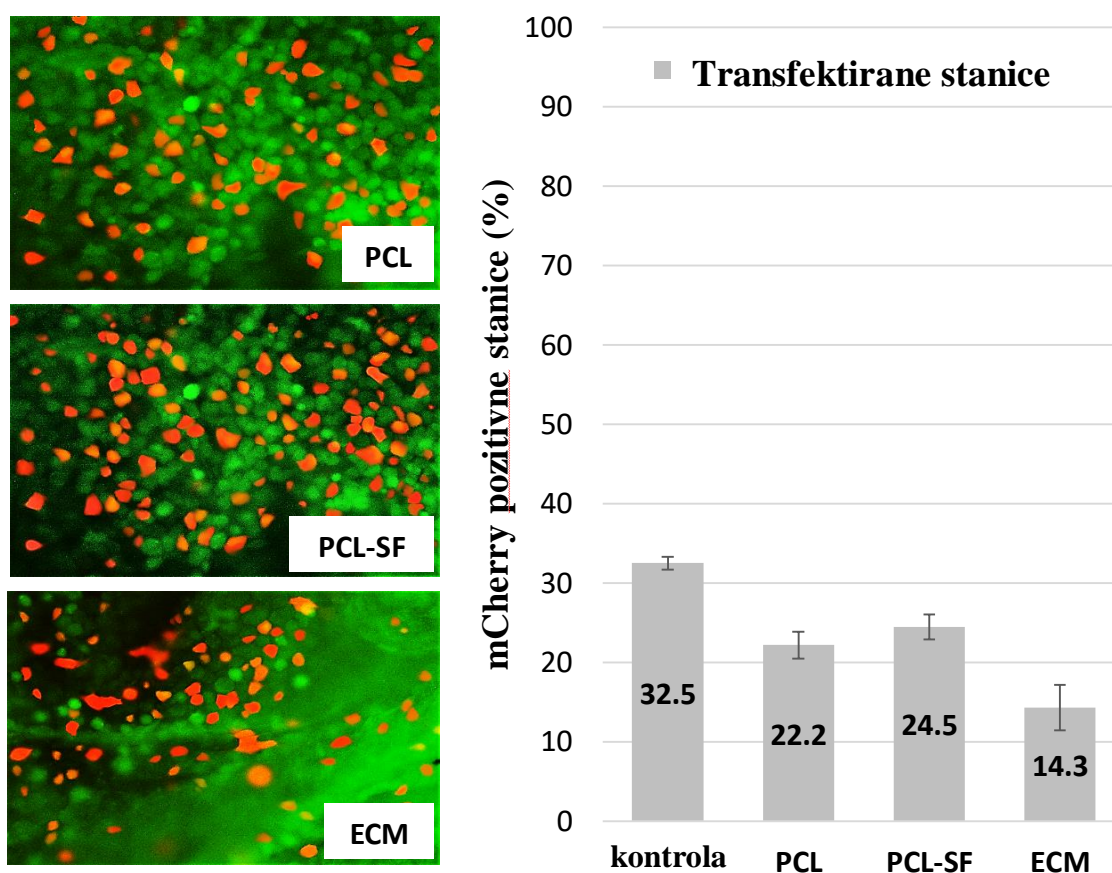 PCL
PCL-SF
ECM
mCherry pozitivne stanice (%)
100
90
80
70
60
50
40
30
20
10
0
Transfektirane stanice
32.5
22.2
24.5
14.3
kontrola
PCL
PCL-SF
ECM